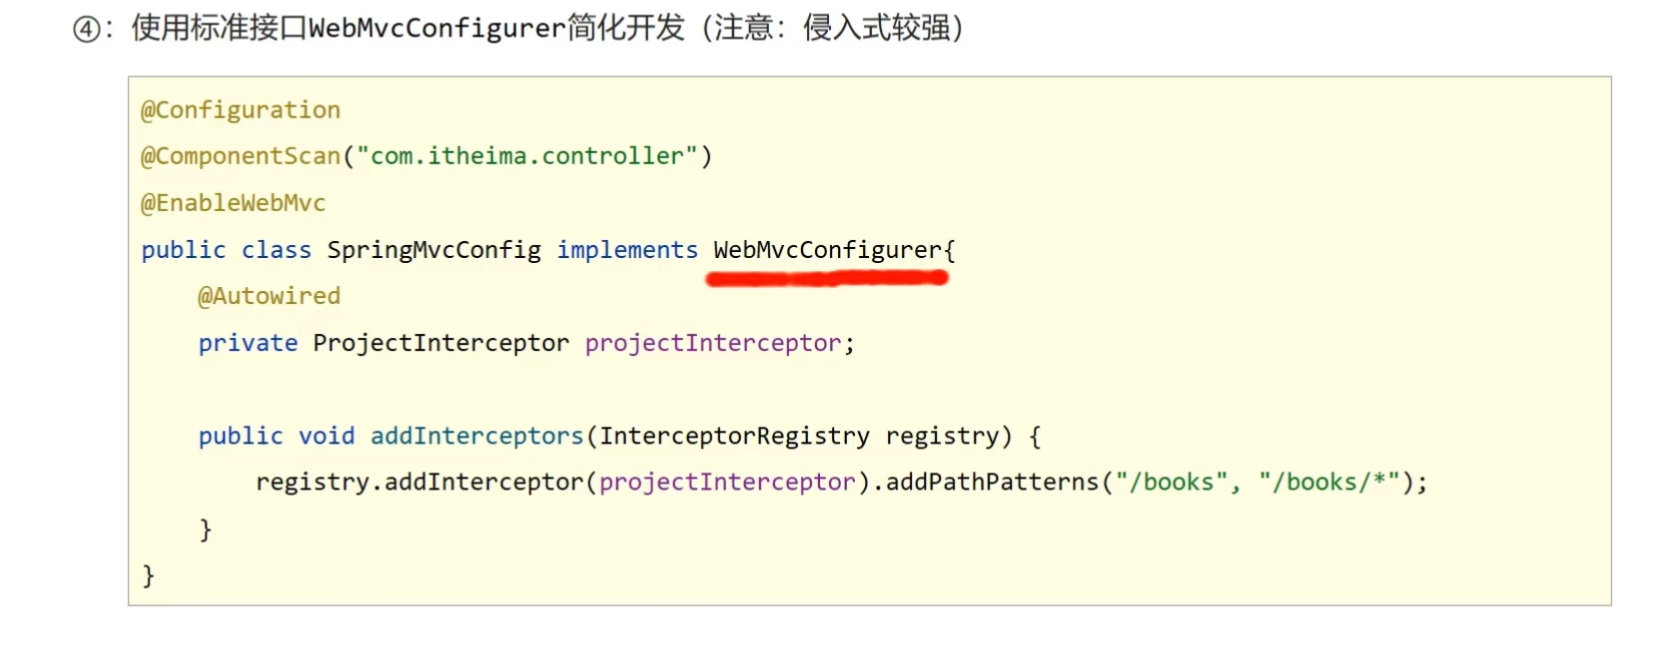 ④：使用标准接口WebMvcConfigurer简化开发（注意：侵入式较强）
@Configuration
@ComponentScan("com.itheima.controller")
@EnableWebMvc
public class SpringMvcConfig implements WebMvcConfigurer{
@Autowired
private ProjectInterceptor projectInterceptor;
public void addInterceptors(InterceptorRegistry registry) {
registry.addInterceptor(projectInterceptor).addPathPatterns("/books", "/books/*");
}
}